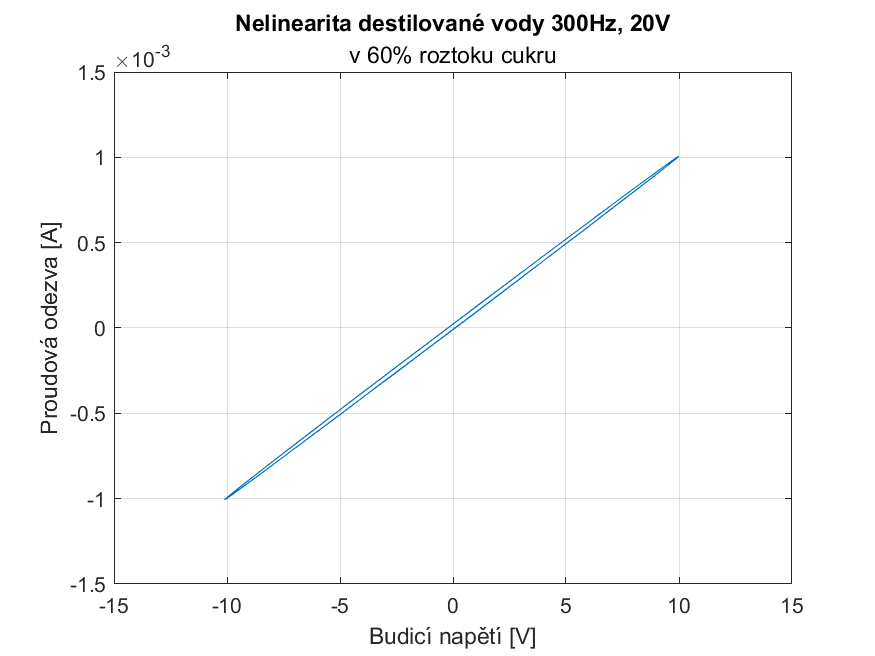 Nelinearita destilované vody 300Hz, 20V
v 60% roztoku cukru
×10-3
1.5
1
0.5
0
-0.5
-1
-1.5
Proudová odezva [A]
-15 -10 -5 0 5 10 15
Budicí napětí [V]